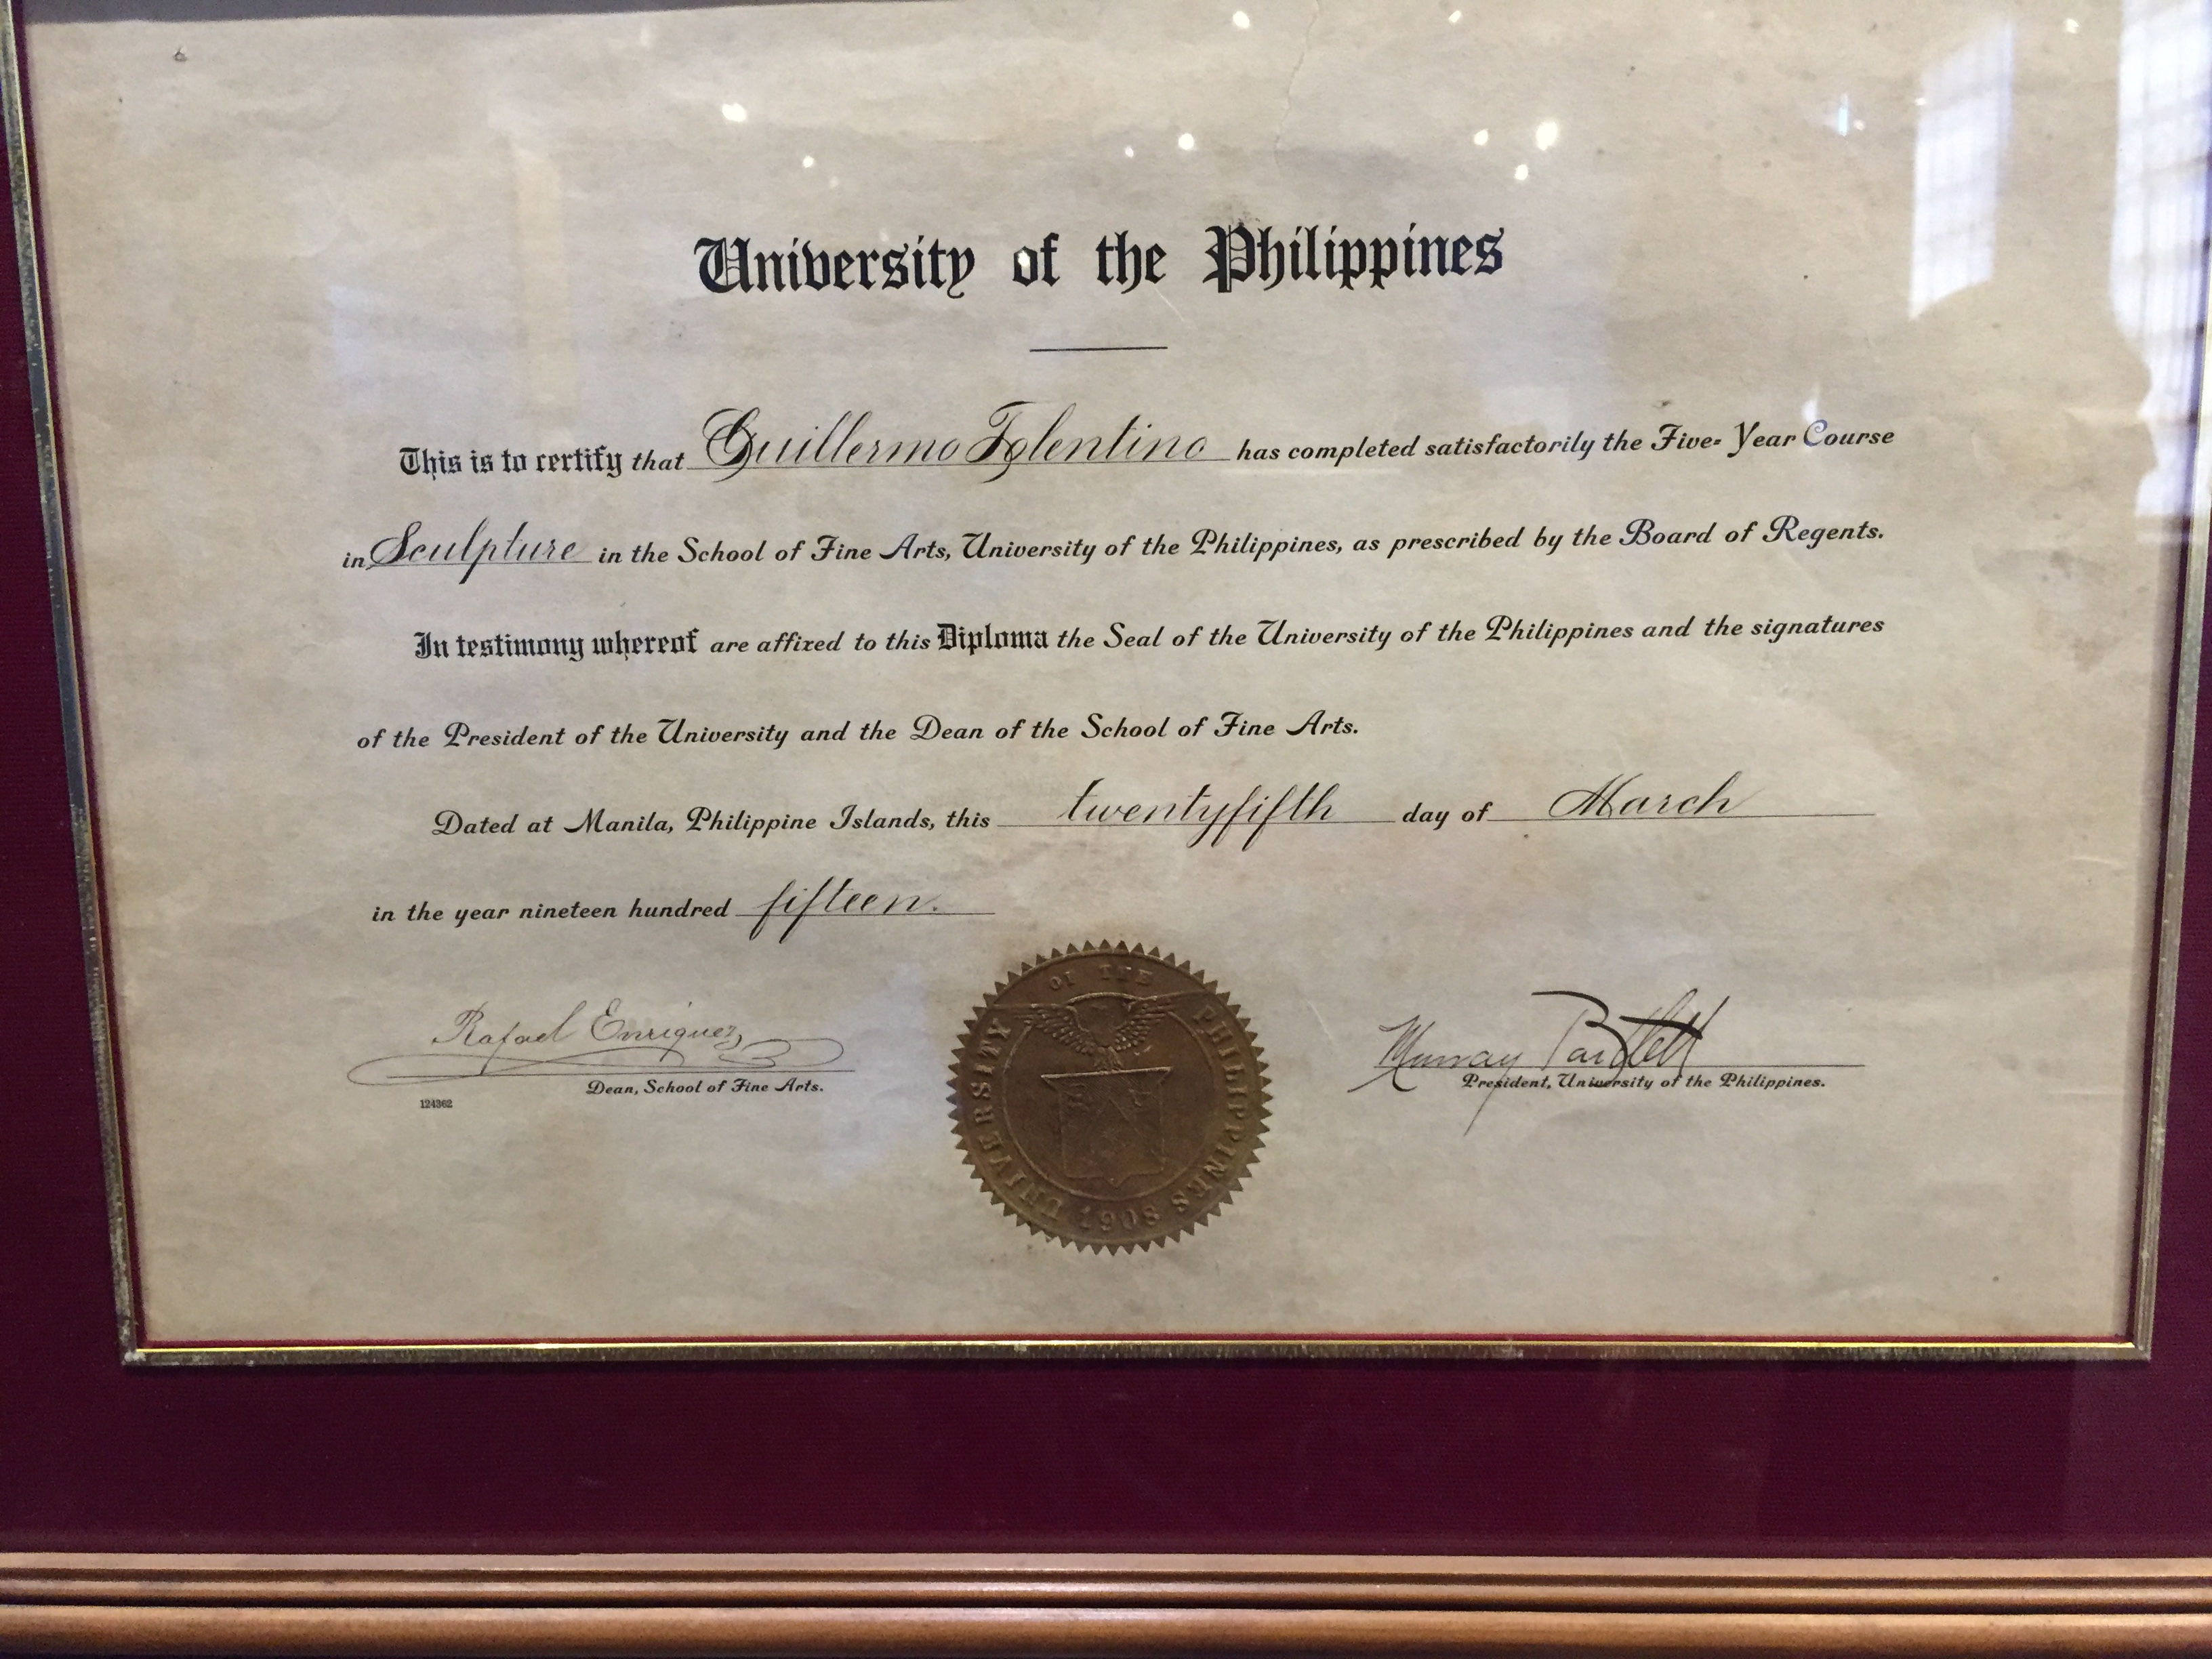 University of the Philippines
This is to certify that Guillermo Tolentino has completed satisfactorily the Five-Year Course
in Sculpture in the School of Fine Arts, University of the Philippines, as prescribed by the Board of Regents.
In testimony whereof are affixed to this Diploma the Seal of the University of the Philippines and the signatures
of the President of the University and the Dean of the School of Fine Arts.
Dated at Manila, Philippine Islands, this twentyfifth day of March
in the year nineteen hundred fifteen.
Rafael Enriquez
Dean, School of Fine Arts.
124362
UNIVERSITY OF THE PHILIPPINES
1908
Murray Bartlett
President, University of the Philippines.